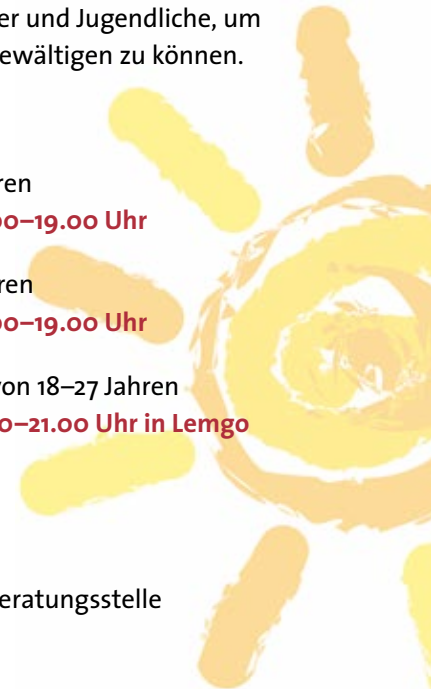 er und Jugendliche, um
ewältigen zu können.
ren
00–19.00 Uhr
ren
00–19.00 Uhr
von 18–27 Jahren
0–21.00 Uhr in Lemgo
eratungsstelle